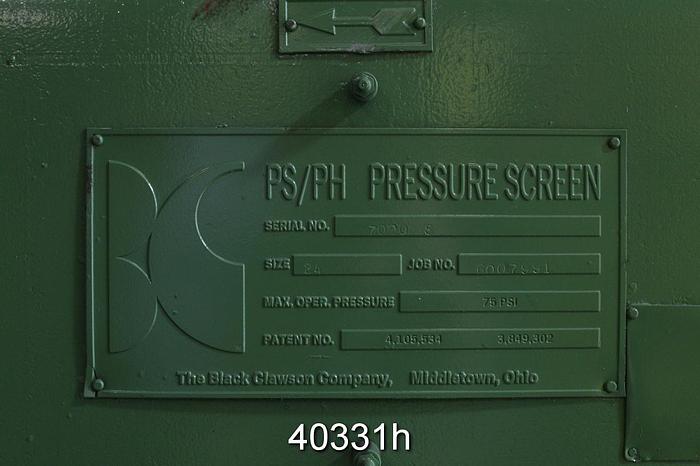 PS/PH PRESSURE SCREEN
SERIAL NO.
SIZE 24 JOB NO.
MAX. OPER. PRESSURE 75 PSI
PATENT NO. 4,105,534 3,849,302
The Black Clawson Company, Middletown, Ohio
40331h